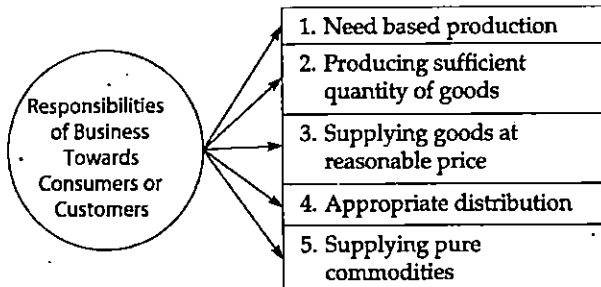 Responsibilities
of Business
Towards
Consumers or
Customers
1. Need based production
2. Producing sufficient
quantity of goods
3. Supplying goods at
reasonable price
4. Appropriate distribution
5. Supplying pure
commodities